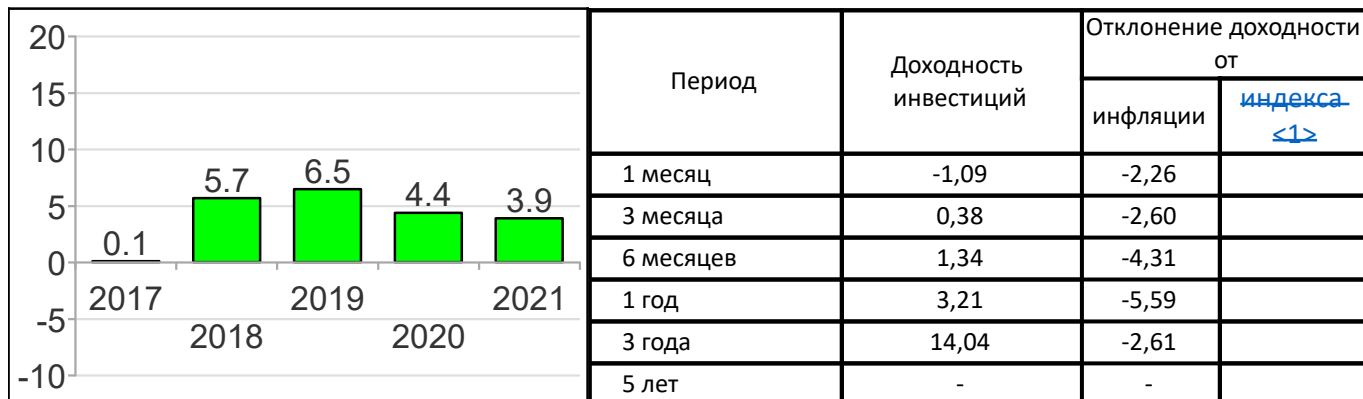 20
15
10
5
0
-5
-10
0.1
5.7
6.5
4.4
3.9
2017
2018
2019
2020
2021
Период
Доходность
инвестиций
Отклонение доходности
от
инфляции
индекса
<1>
1 месяц -1,09 -2,26
3 месяца 0,38 -2,60
6 месяцев 1,34 -4,31
1 год 3,21 -5,59
3 года 14,04 -2,61
5 лет - -